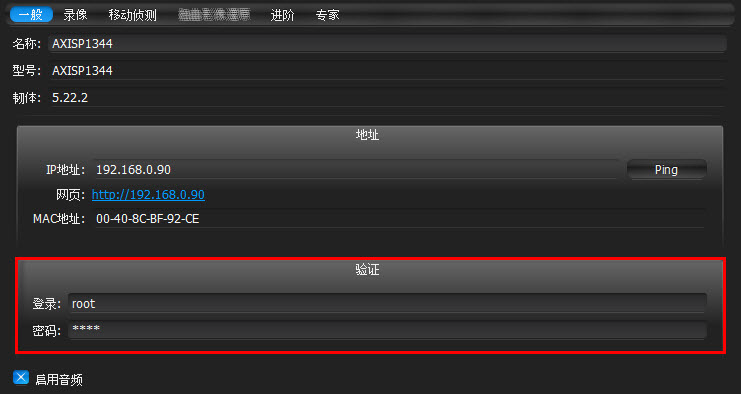 一般 录像 移动侦测 进阶 专家
名称: AXISP1344
型号: AXISP1344
韧体: 5.22.2
地址
IP地址: 192.168.0.90 Ping
网页: http://192.168.0.90
MAC地址: 00-40-8C-BF-92-CE
验证
登录: root
密码: ****
启用音频